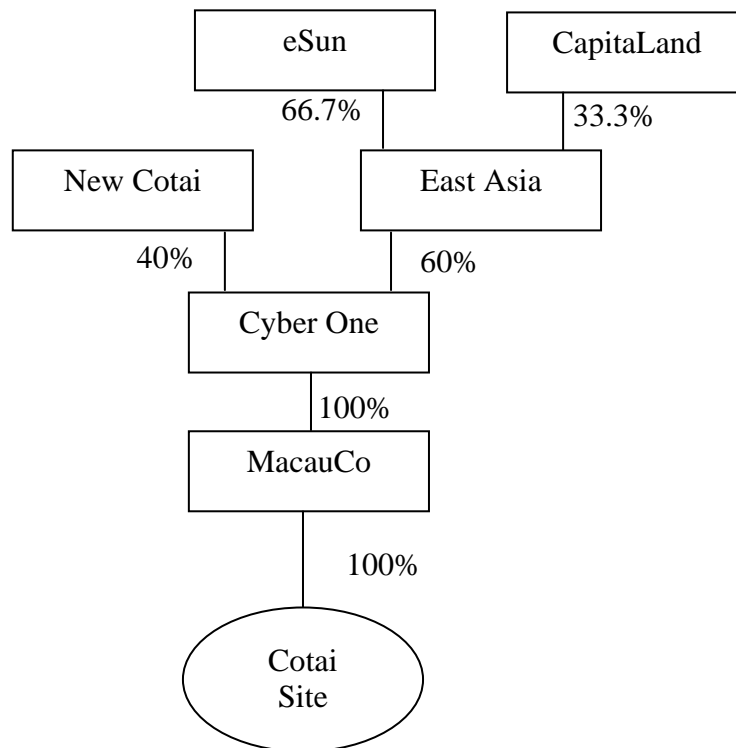 eSun
CapitaLand
66.7%
33.3%
New Cotai
East Asia
40%
60%
Cyber One
100%
MacauCo
100%
Cotai
Site